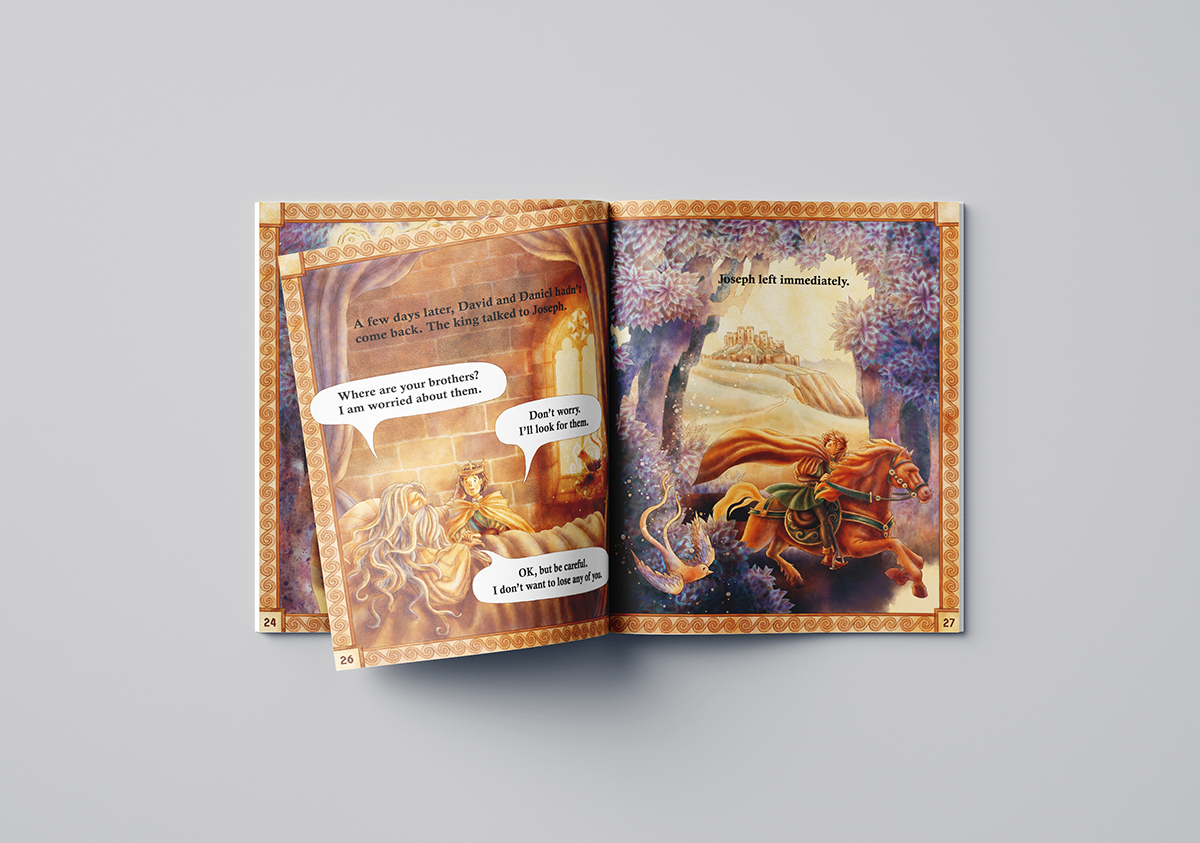 A few days later, David and Daniel hadn't
come back. The king talked to Joseph.
Where are your brothers?
I am worried about them.
Don't worry.
I'll look for them.
OK, but be careful.
I don't want to lose any of you.
24
26
Joseph left immediately.
27